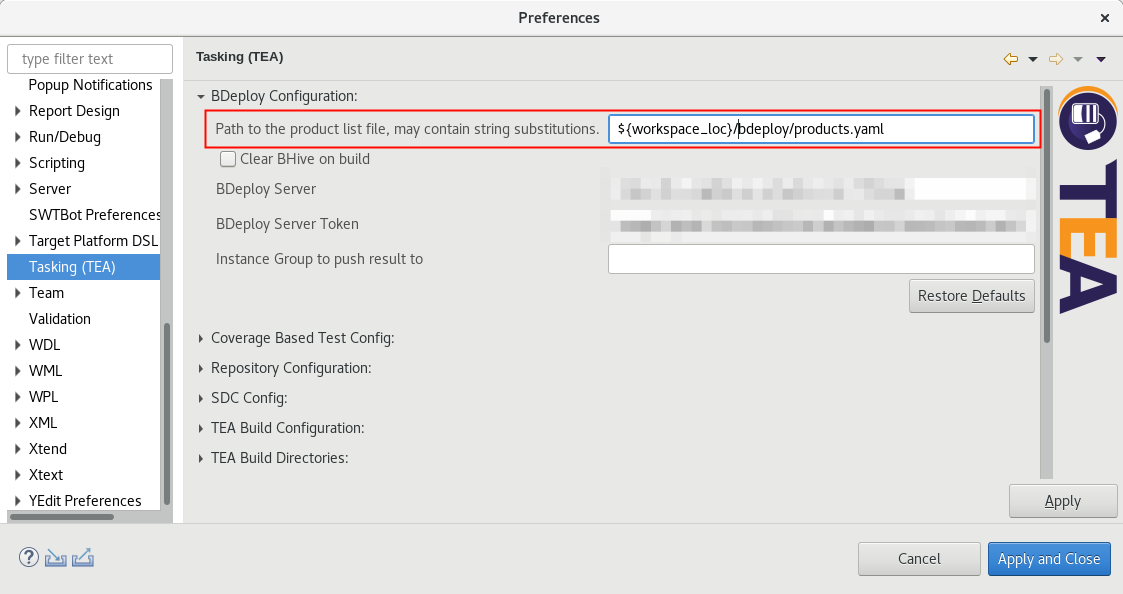 Preferences
type filter text
Popup Notifications
Report Design
Run/Debug
Scripting
Server
SWTBot Preferences
Target Platform DSL
Tasking (TEA)
Team
Validation
WDL
WML
WPL
XML
Xtend
Xtext
YEdit Preferences
Tasking (TEA)
BDeploy Configuration:
Path to the product list file, may contain string substitutions. ${workspace_loc}/bdeploy/products.yaml
Clear BHive on build
BDeploy Server
BDeploy Server Token
Instance Group to push result to
Restore Defaults
Coverage Based Test Config:
Repository Configuration:
SDC Config:
TEA Build Configuration:
TEA Build Directories:
TEA
Apply
Cancel Apply and Close